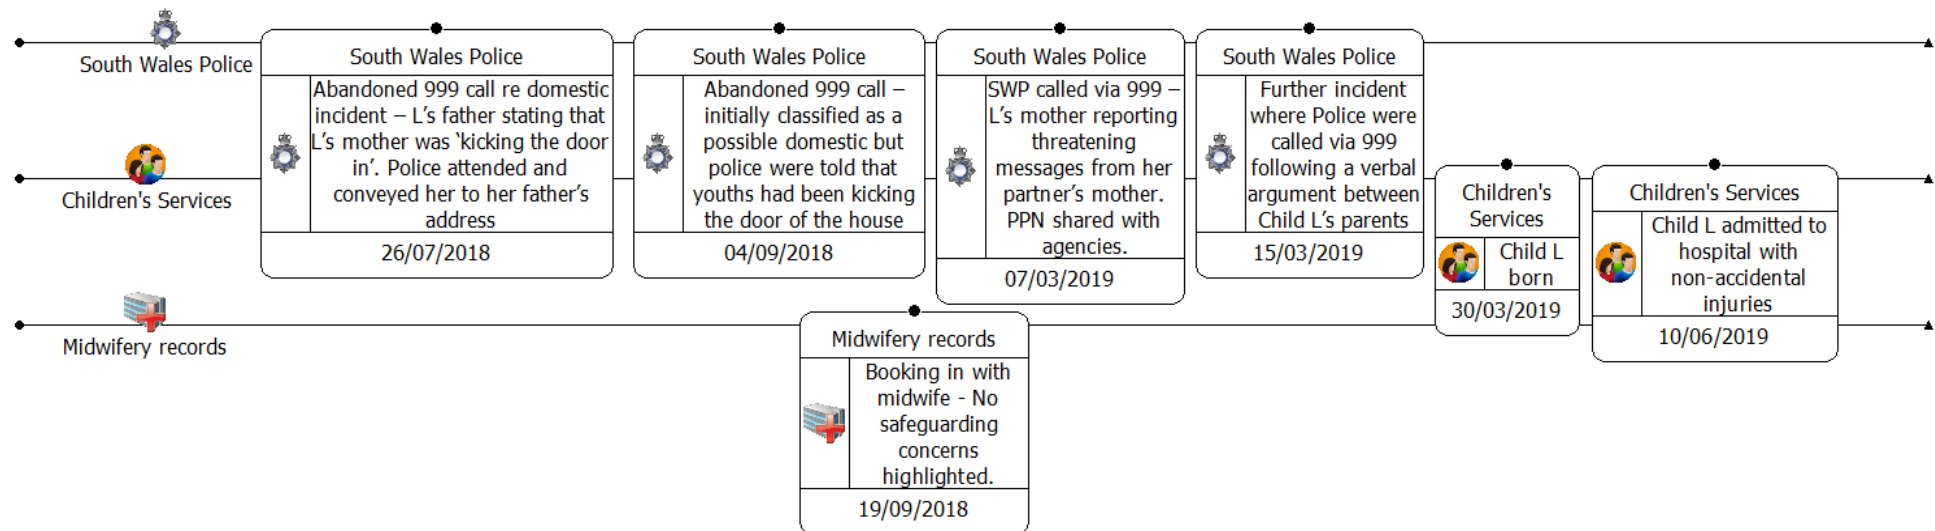 South Wales Police
South Wales Police
Abandoned 999 call re domestic
incident – L’s father stating that
L’s mother was ‘kicking the door
in’. Police attended and
conveyed her to her father’s
address
26/07/2018
South Wales Police
Abandoned 999 call –
initially classified as a
possible domestic but
police were told that
youths had been kicking
the door of the house
04/09/2018
South Wales Police
SWP called via 999 –
L’s mother reporting
threatening
messages from her
partner’s mother.
PPN shared with
agencies.
07/03/2019
South Wales Police
Further incident
where Police were
called via 999
following a verbal
argument between
Child L’s parents
15/03/2019
Children's Services
Children's
Services
Child L
born
30/03/2019
Children's Services
Child L admitted to
hospital with
non-accidental
injuries
10/06/2019
Midwifery records
Midwifery records
Booking in with
midwife - No
safeguarding
concerns
highlighted.
19/09/2018